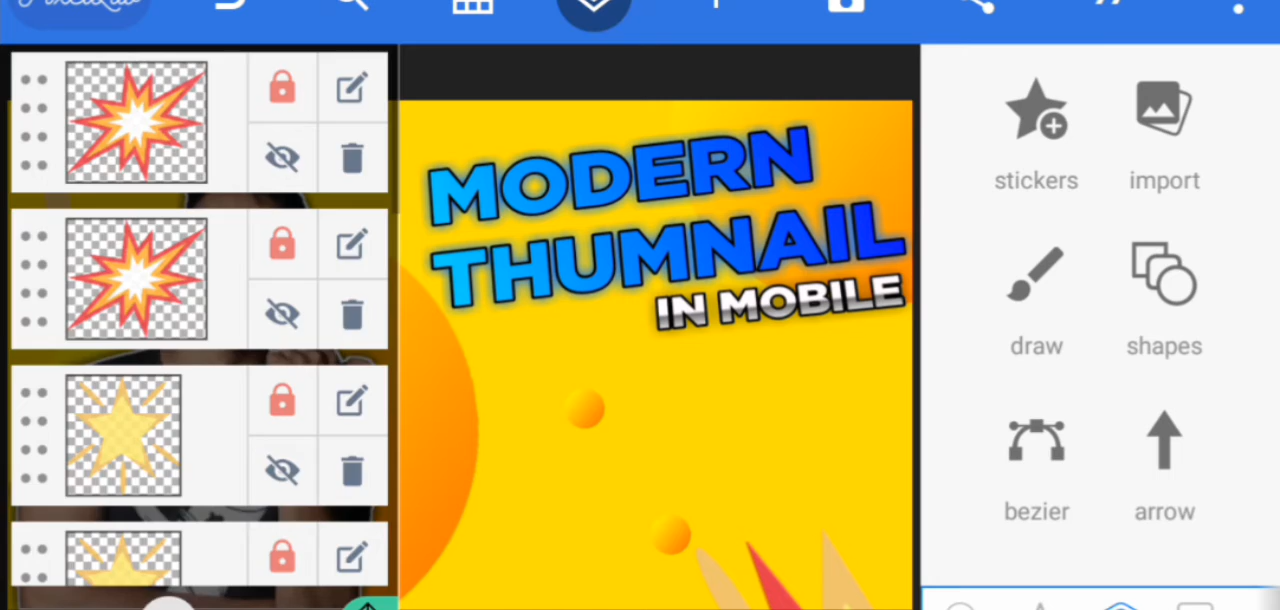 MODERN
THUMNAIL
IN MOBILE
stickers
import
draw
shapes
bezier
arrow